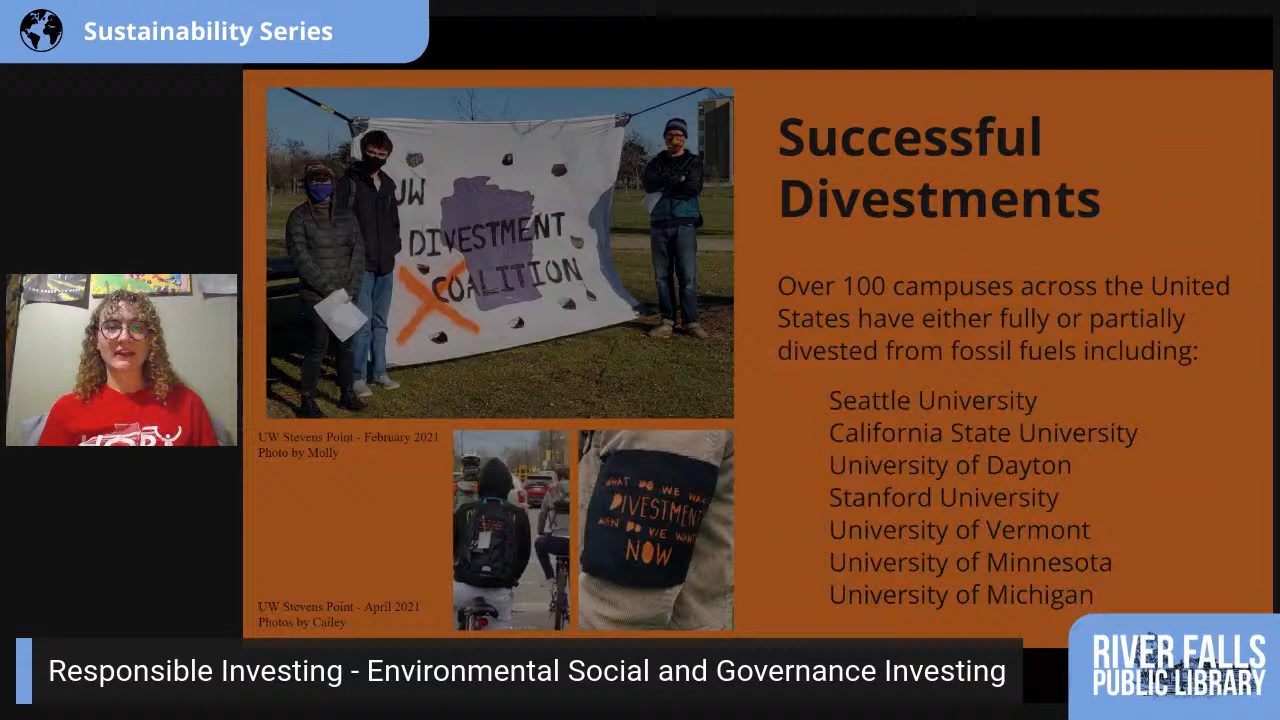 Sustainability Series
Successful
Divestments
UW
DIVESTMENT
COALITION
Over 100 campuses across the United
States have either fully or partially
divested from fossil fuels including:
Seattle University
California State University
University of Dayton
Stanford University
University of Vermont
University of Minnesota
University of Michigan
UW Stevens Point - February 2021
Photo by Molly
WHAT DO WE WAN
DIVESTMENT
WHEN DO WE WANT
NOW
UW Stevens Point - April 2021
Photos by Cailey
Responsible Investing - Environmental Social and Governance Investing
RIVER FALLS
PUBLIC LIBRARY